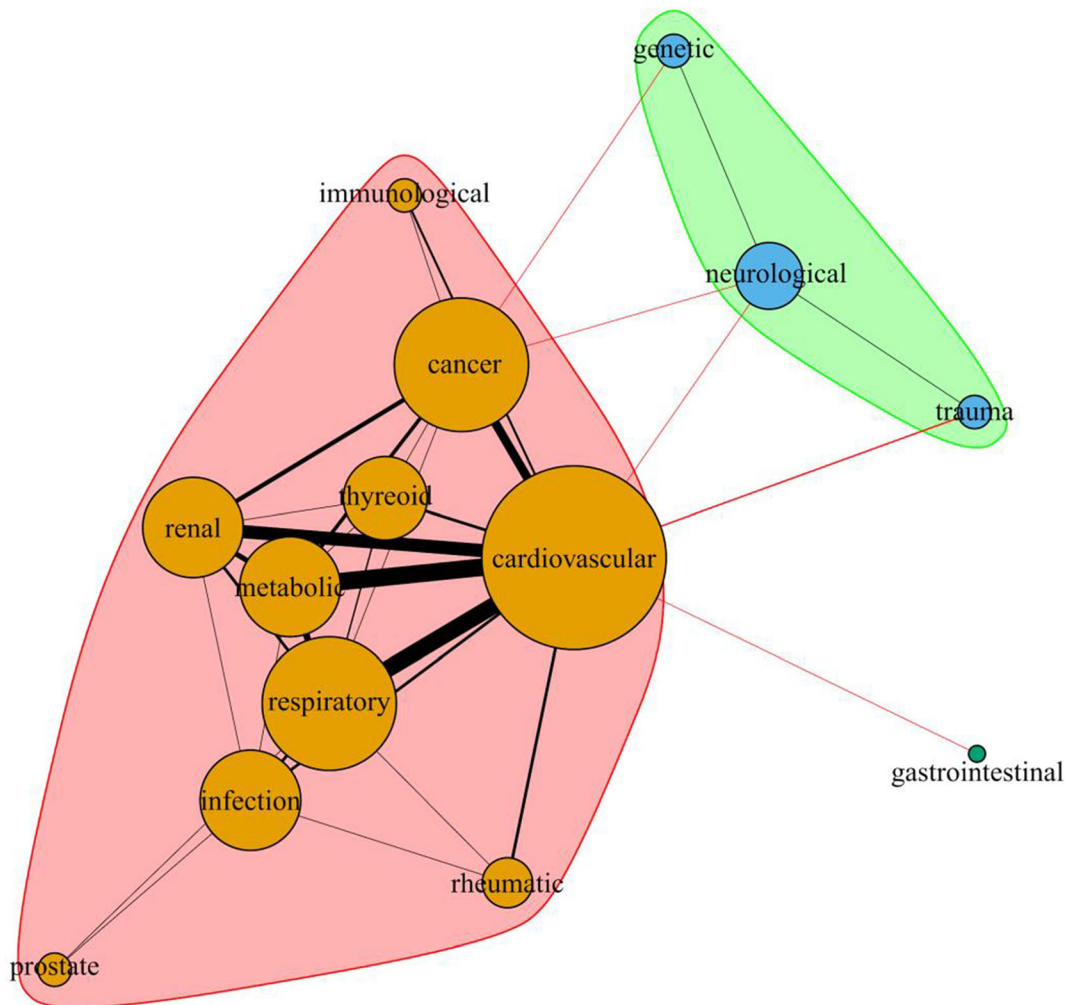 genetic
immunological
neurological
cancer
trauma
thyreoid
renal
cardiovascular
metabolic
respiratory
gastrointestinal
infection
rheumatic
prostate